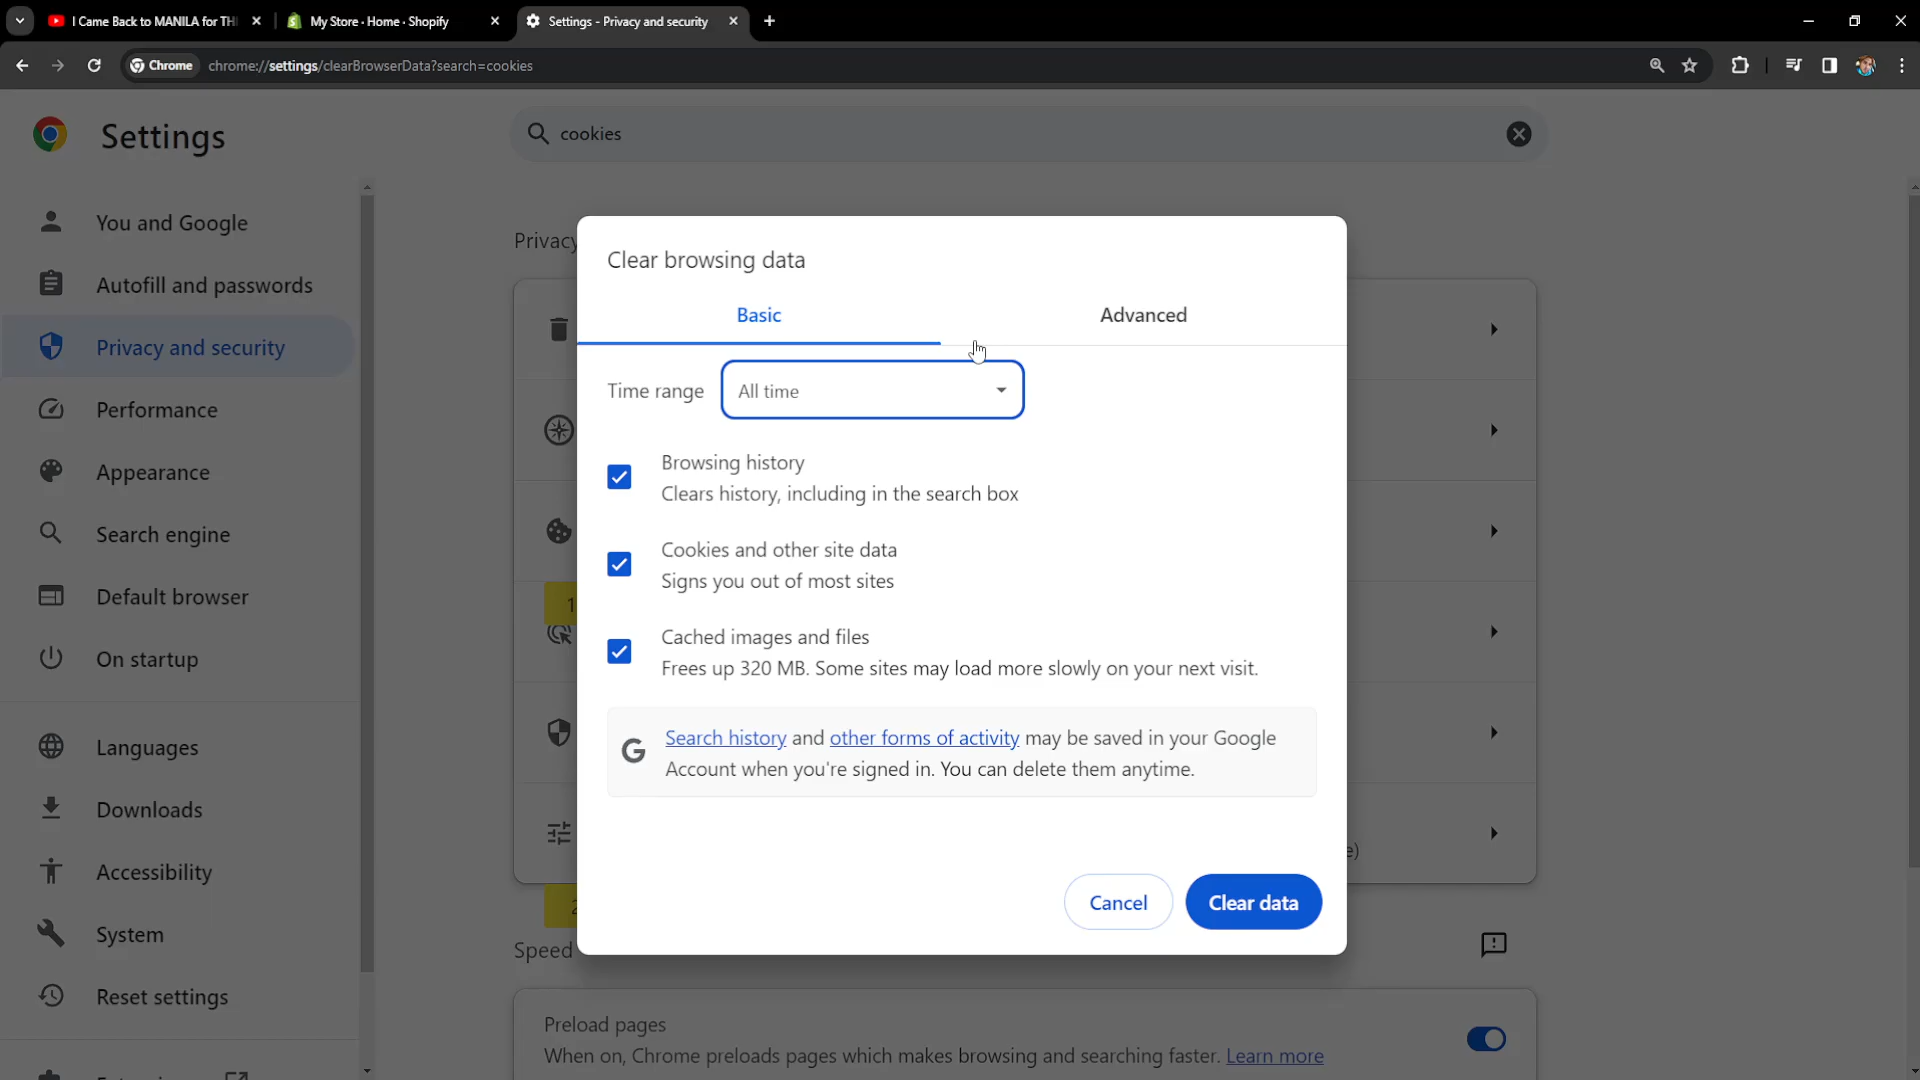 I Came Back to MANILA for TH
My Store · Home · Shopify
Settings - Privacy and security
Chrome
chrome://settings/clearBrowserData?search=cookies
Settings
cookies
You and Google
Autofill and passwords
Privacy and security
Performance
Appearance
Search engine
Default browser
On startup
Languages
Downloads
Accessibility
System
Reset settings
Privacy
1
2
e)
Clear browsing data
Basic
Advanced
Time range
All time
Browsing history
Clears history, including in the search box
Cookies and other site data
Signs you out of most sites
Cached images and files
Frees up 320 MB. Some sites may load more slowly on your next visit.
G
Search history and other forms of activity may be saved in your Google
Account when you're signed in. You can delete them anytime.
Cancel
Clear data
Speed
Preload pages
When on, Chrome preloads pages which makes browsing and searching faster. Learn more